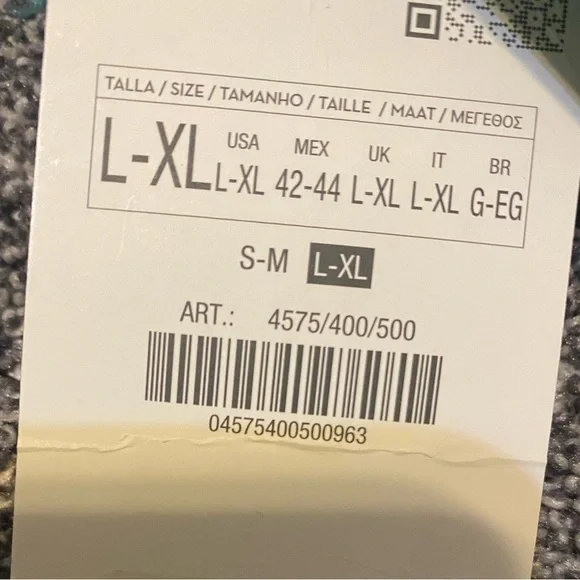 TALLA / SIZE / TAMANHO / TAILLE / MAAT / ΜΕΓΕΘΟΣ
USA MEX UK IT BR
L-XL L-XL 42-44 L-XL L-XL G-EG
S-M L-XL
ART.: 4575/400/500
04575400500963